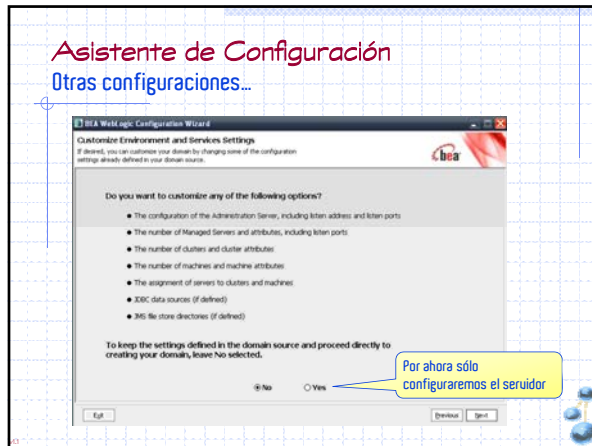 Asistente de Configuración
Otras configuraciones...
BEA WebLogic Configuration Wizard
Customize Environment and Services Settings
If desired, you can customize your domain by changing some of the configuration
settings already defined in your domain source.
bea
Do you want to customize any of the following options?
● The configuration of the Administration Server, including listen address and listen ports
● The number of Managed Servers and attributes, including listen ports
● The number of clusters and cluster attributes
● The number of machines and machine attributes
● The assignment of servers to clusters and machines
● JDBC data sources (if defined)
● JMS file store directories (if defined)
To keep the settings defined in the domain source and proceed directly to
creating your domain, leave No selected.
No Yes
Por ahora sólo
configuraremos el servidor
Exit Previous Next